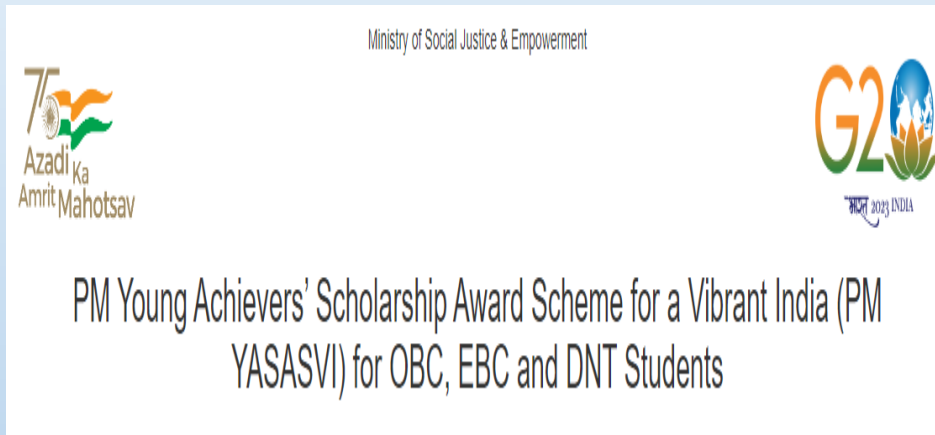 Ministry of Social Justice & Empowerment
75
Azadi Ka
Amrit Mahotsav
G20
भारत 2023 INDIA
PM Young Achievers’ Scholarship Award Scheme for a Vibrant India (PM
YASASVI) for OBC, EBC and DNT Students